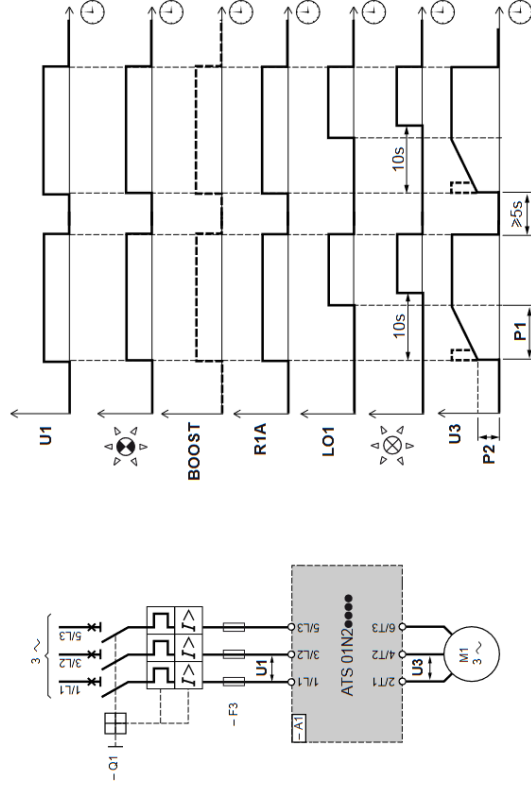 U1
BOOST
R1A
LO1
10s
10s
U3
P2
P1
≥5s
3 ~
1/L1
3/L2
5/L3
– Q1
I>
I>
I>
– F3
U1
– A1
1/L1
3/L2
5/L3
ATS 01N2●●●●
2/T1
4/T2
6/T3
U3
M1
3 ~